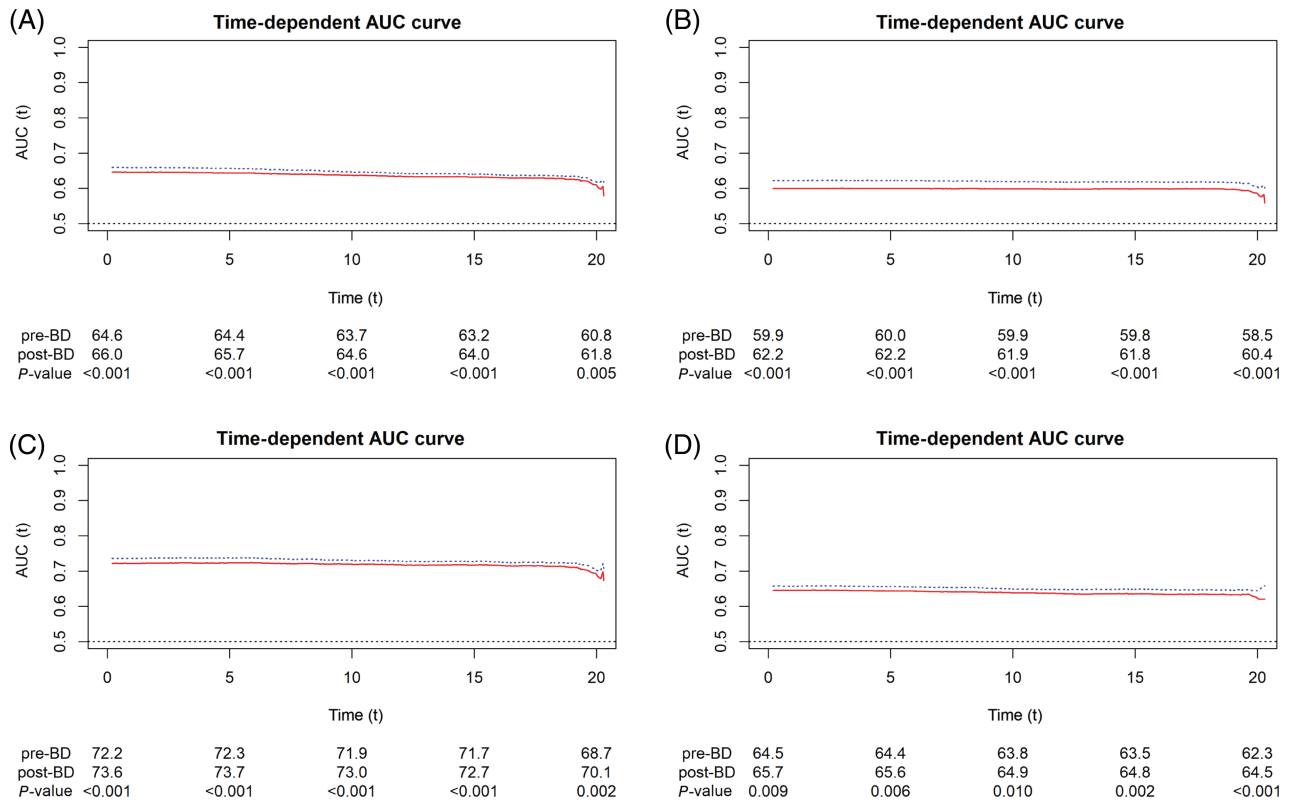 (A)
Time-dependent AUC curve
AUC (t)
1.0
0.9
0.8
0.7
0.6
0.5
0 5 10 15 20
Time (t)
pre-BD 64.6 64.4 63.7 63.2 60.8
post-BD 66.0 65.7 64.6 64.0 61.8
P-value <0.001 <0.001 <0.001 <0.001 0.005
(B)
Time-dependent AUC curve
AUC (t)
1.0
0.9
0.8
0.7
0.6
0.5
0 5 10 15 20
Time (t)
pre-BD 59.9 60.0 59.9 59.8 58.5
post-BD 62.2 62.2 61.9 61.8 60.4
P-value <0.001 <0.001 <0.001 <0.001 <0.001
(C)
Time-dependent AUC curve
AUC (t)
1.0
0.9
0.8
0.7
0.6
0.5
0 5 10 15 20
Time (t)
pre-BD 72.2 72.3 71.9 71.7 68.7
post-BD 73.6 73.7 73.0 72.7 70.1
P-value <0.001 <0.001 <0.001 <0.001 0.002
(D)
Time-dependent AUC curve
AUC (t)
1.0
0.9
0.8
0.7
0.6
0.5
0 5 10 15 20
Time (t)
pre-BD 64.5 64.4 63.8 63.5 62.3
post-BD 65.7 65.6 64.9 64.8 64.5
P-value 0.009 0.006 0.010 0.002 <0.001